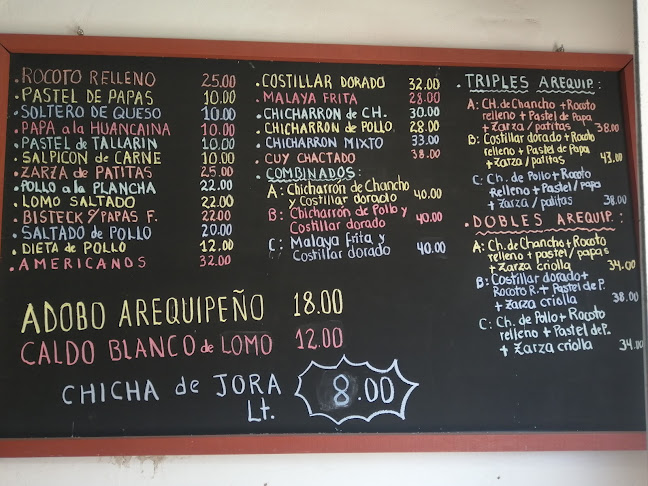 . ROCOTO RELLENO 25.00
. PASTEL DE PAPAS 10.00
. SOLTERO DE QUESO 10.00
. PAPA a la HUANCAINA 10.00
. PASTEL de TALLARIN 10.00
. SALPICON de CARNE 10.00
. ZARZA de PATITAS 25.00
. POLLO a la PLANCHA 22.00
. LOMO SALTADO 22.00
. BISTECK y PAPAS F. 22.00
. SALTADO de POLLO 20.00
. DIETA de POLLO 12.00
. AMERICANOS 32.00
. COSTILLAR DORADO 32.00
. MALAYA FRITA 28.00
. CHICHARRON de CH. 30.00
. CHICHARRON de POLLO 28.00
. CHICHARRON MIXTO 33.00
. CUY CHACTADO 38.00
. COMBINADOS :
A: Chicharrón de Chancho
y Costillar dorado 40.00
B: Chicharrón de Pollo y
Costillar dorado 40.00
C: Malaya frita y
Costillar dorado 40.00
. TRIPLES AREQUIP. :
A: CH. de Chancho + Rocoto
relleno + Pastel de Papa
+ Zarza / patitas 38.00
B: Costillar dorado + Rocoto
relleno + Pastel de Papa
+ Zarza / patitas 43.00
C: Ch. de Pollo + Rocoto
Relleno + Pastel / papa
+ Zarza / patitas 38.00
. DOBLES AREQUIP. :
A: Ch. de Chancho + Rocoto
relleno + pastel / papas
+ Zarza criolla 34.00
B: Costillar dorado +
Rocoto R. + Pastel de P.
+ Zarza criolla 38.00
C: Ch. de Pollo + Rocoto
relleno + Pastel de P.
+ Zarza criolla 34.00
ADOBO AREQUIPEÑO 18.00
CALDO BLANCO de LOMO 12.00
CHICHA de JORA
Lt. 8.00